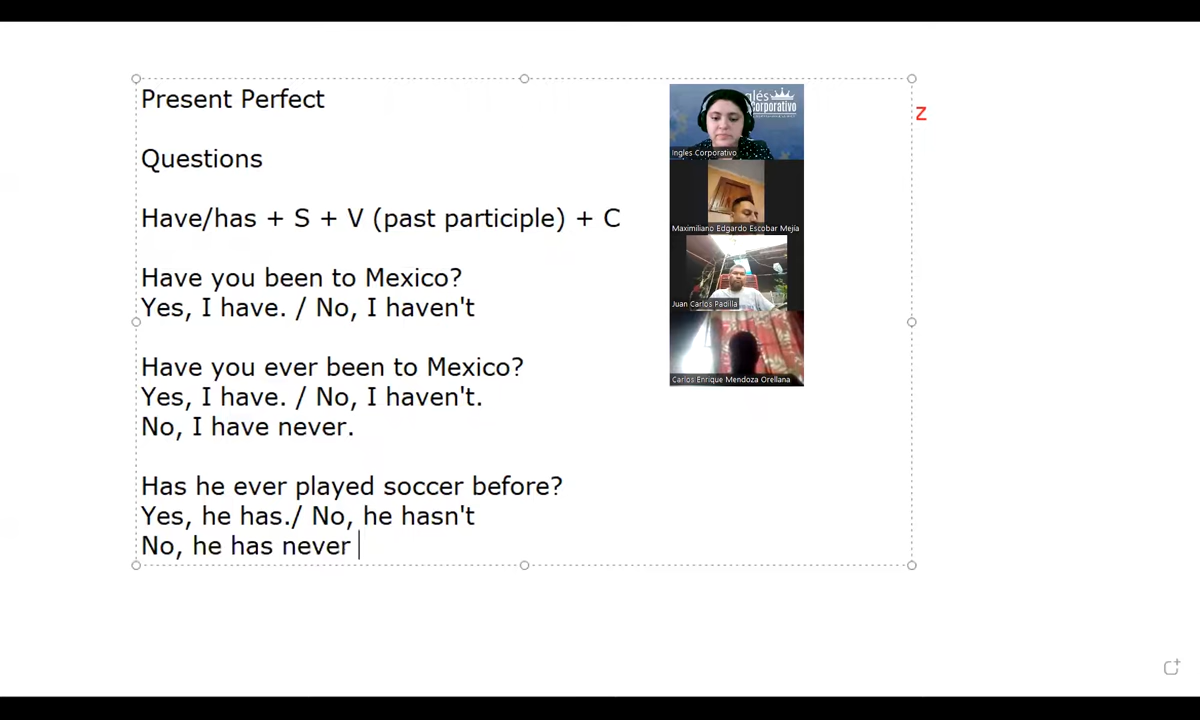 Present Perfect
Questions
Have/has + S + V (past participle) + C
Have you been to Mexico?
Yes, I have. / No, I haven't
Have you ever been to Mexico?
Yes, I have. / No, I haven't.
No, I have never.
Has he ever played soccer before?
Yes, he has./ No, he hasn't
No, he has never
glés
Corporativo
Ingles Corporativo
Maximiliano Edgardo Escobar Mejía
Juan Carlos Padilla
Carlos Enrique Mendoza Orellana
z